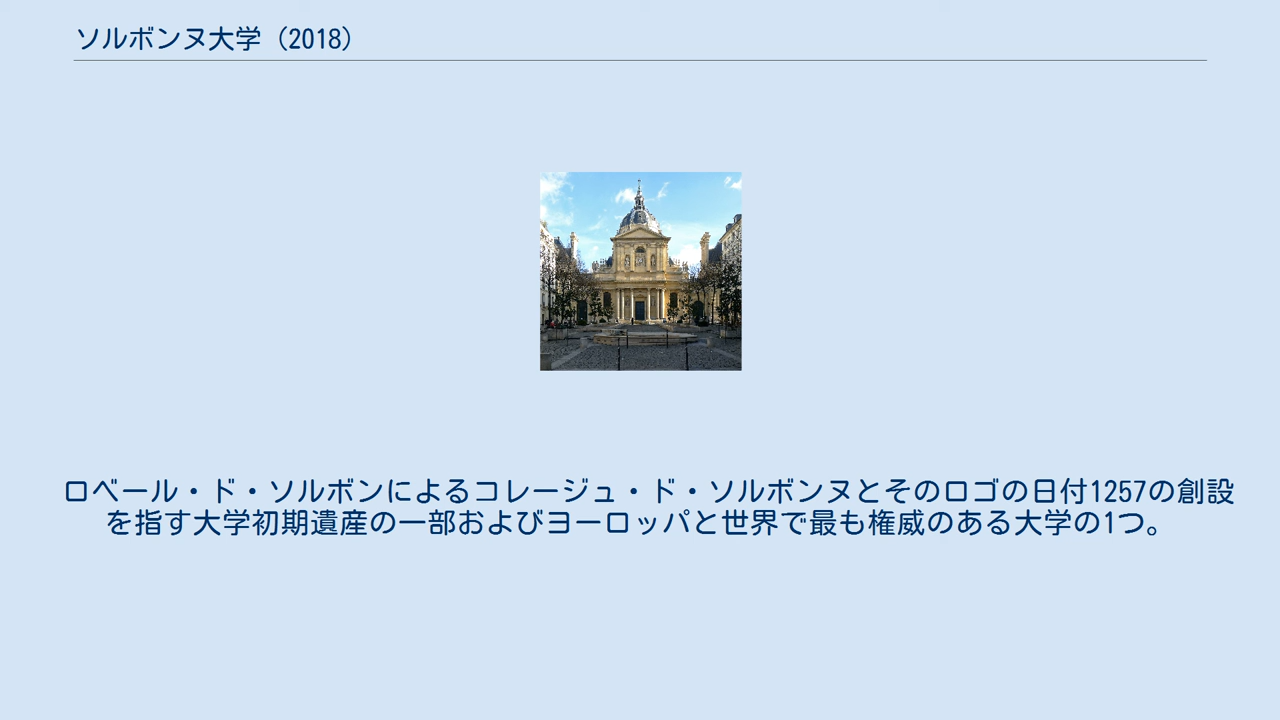 ソルボンヌ大学（2018）
ロベール・ド・ソルボンによるコレージュ・ド・ソルボンヌとそのロゴの日付1257の創設
を指す大学初期遺産の一部およびヨーロッパと世界で最も権威のある大学の1つ。